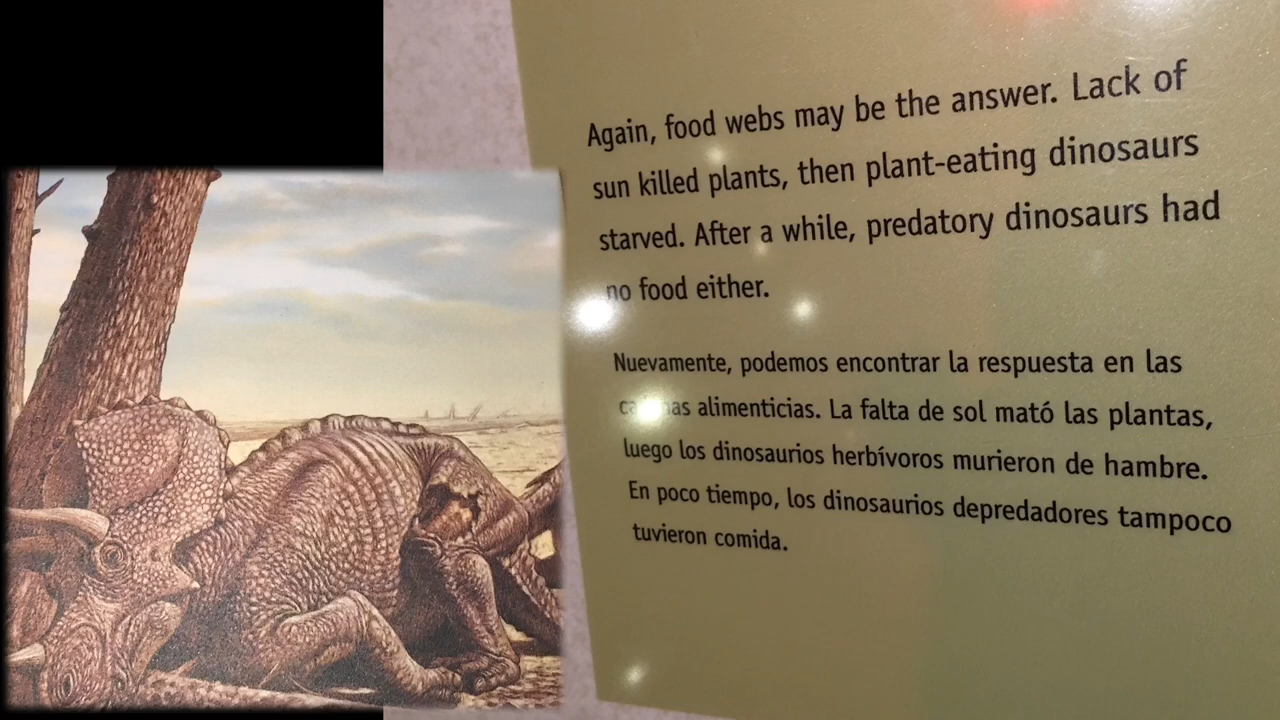 Again, food webs may be the answer. Lack of
sun killed plants, then plant-eating dinosaurs
starved. After a while, predatory dinosaurs had
no food either.
Nuevamente, podemos encontrar la respuesta en las
alimenticias. La falta de sol mató las plantas,
luego los dinosaurios herbívoros murieron de hambre.
En poco tiempo, los dinosaurios depredadores tampoco
tuvieron comida.